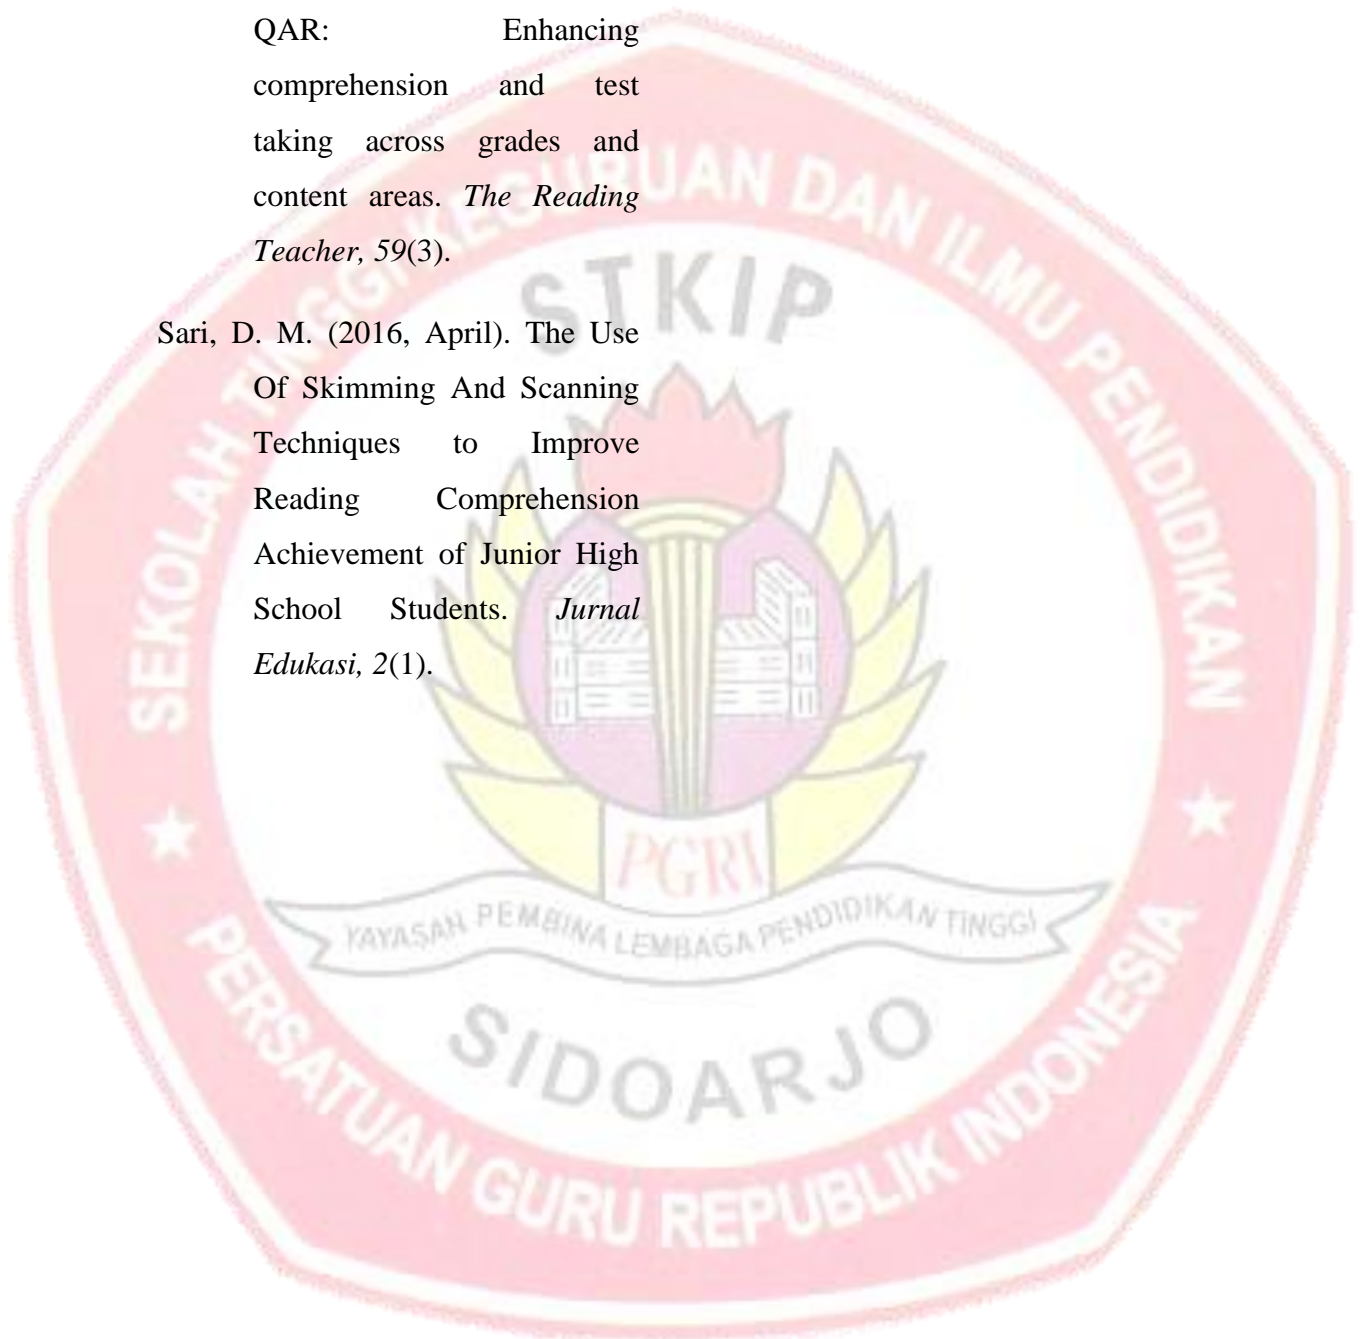 QAR: Enhancing
comprehension and test
taking across grades and
content areas. The Reading
Teacher, 59(3).
Sari, D. M. (2016, April). The Use
Of Skimming And Scanning
Techniques to Improve
Reading Comprehension
Achievement of Junior High
School Students. Jurnal
Edukasi, 2(1).
SEKOLAH TINGGI KEGURUAN DAN ILMU PENDIDIKAN
STKIP
PGRI
YAYASAN PEMBINA LEMBAGA PENDIDIKAN TINGGI
SIDOARJO
PERSATUAN GURU REPUBLIK INDONESIA